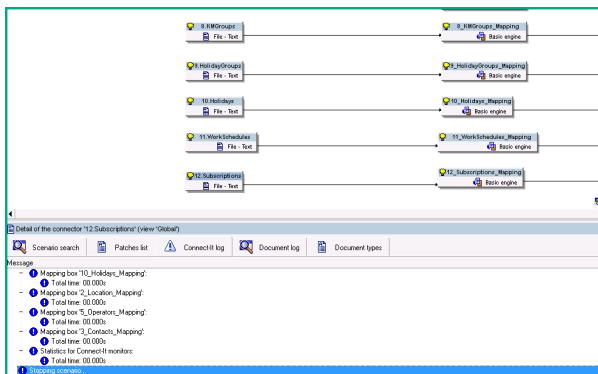 8.KMGroups
File - Text
8_KMGroups_Mapping
Basic engine
9.HolidayGroups
File - Text
9_HolidayGroups_Mapping
Basic engine
10.Holidays
File - Text
10_Holidays_Mapping
Basic engine
11.WorkSchedules
File - Text
11_WorkSchedules_Mapping
Basic engine
12.Subscriptions
File - Text
12_Subscriptions_Mapping
Basic engine
Detail of the connector '12.Subscriptions' (view 'Global')
Scenario search Patches list Connect-It log Document log Document types
Message
Mapping box '10_Holidays_Mapping':
Total time: 00.000s
Mapping box '2_Location_Mapping':
Total time: 00.000s
Mapping box '5_Operators_Mapping':
Total time: 00.000s
Mapping box '3_Contacts_Mapping':
Total time: 00.000s
Statistics for Connect-It monitors:
Total time: 00.000s
Stopping scenario...